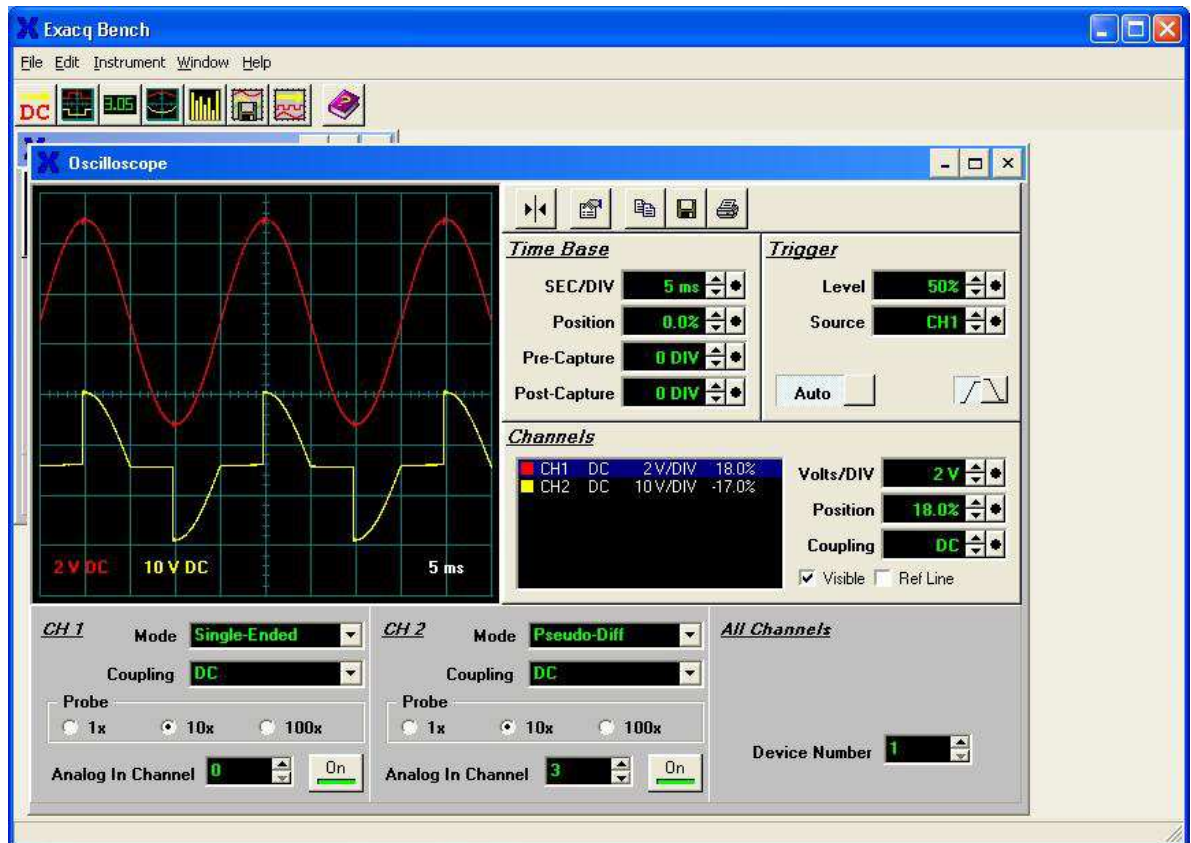 Exacq Bench
File Edit Instrument Window Help
DC 3.05
Oscilloscope
Time Base
SEC/DIV 5 ms
Position 0.0%
Pre-Capture 0 DIV
Post-Capture 0 DIV
Trigger
Level 50%
Source CH1
Auto
Channels
CH1 DC 2 V/DIV 18.0%
CH2 DC 10 V/DIV -17.0%
Volts/DIV 2 V
Position 18.0%
Coupling DC
Visible Ref Line
2 V DC 10 V DC 5 ms
CH 1 Mode Single-Ended
Coupling DC
Probe
1x 10x 100x
Analog In Channel 0 On
CH 2 Mode Pseudo-Diff
Coupling DC
Probe
1x 10x 100x
Analog In Channel 3 On
All Channels
Device Number 1